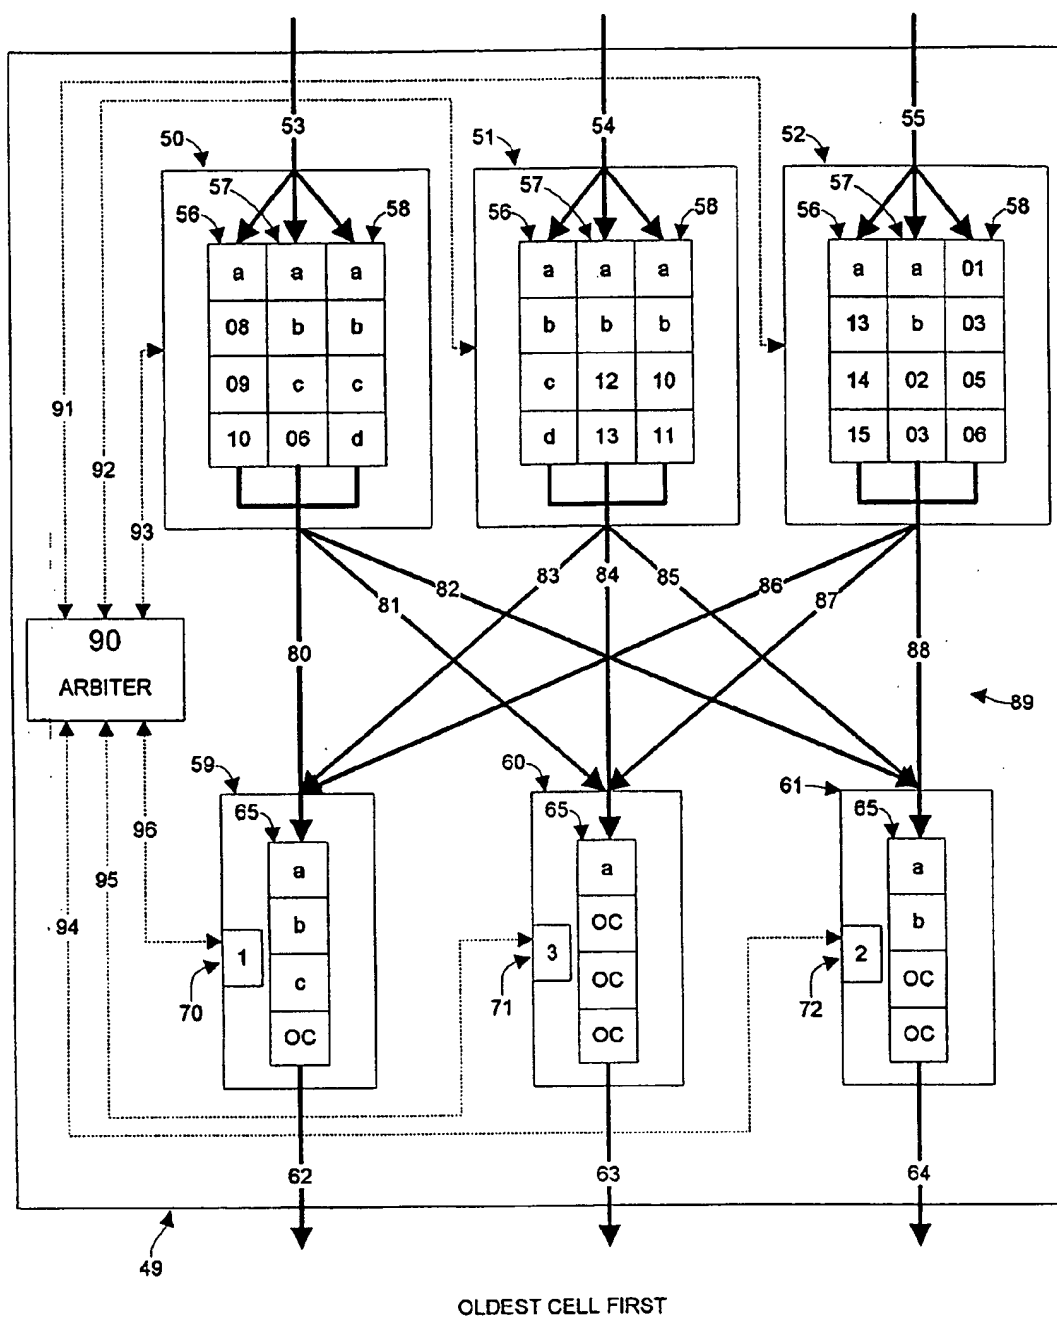 53 54 55
50 51 52
57 57 57
56 58 56 58 56 58
a a a
08 b b
09 c c
10 06 d
a a a
b b b
c 12 10
d 13 11
a a 01
13 b 03
14 02 05
15 03 06
91
92
93
90
ARBITER
80 81 82 83 84 85 86 87 88
89
59 60 61
65 65 65
96
95
94
a
b
c
OC
1
70
a
OC
OC
OC
3
71
a
b
OC
OC
2
72
62 63 64
49
OLDEST CELL FIRST